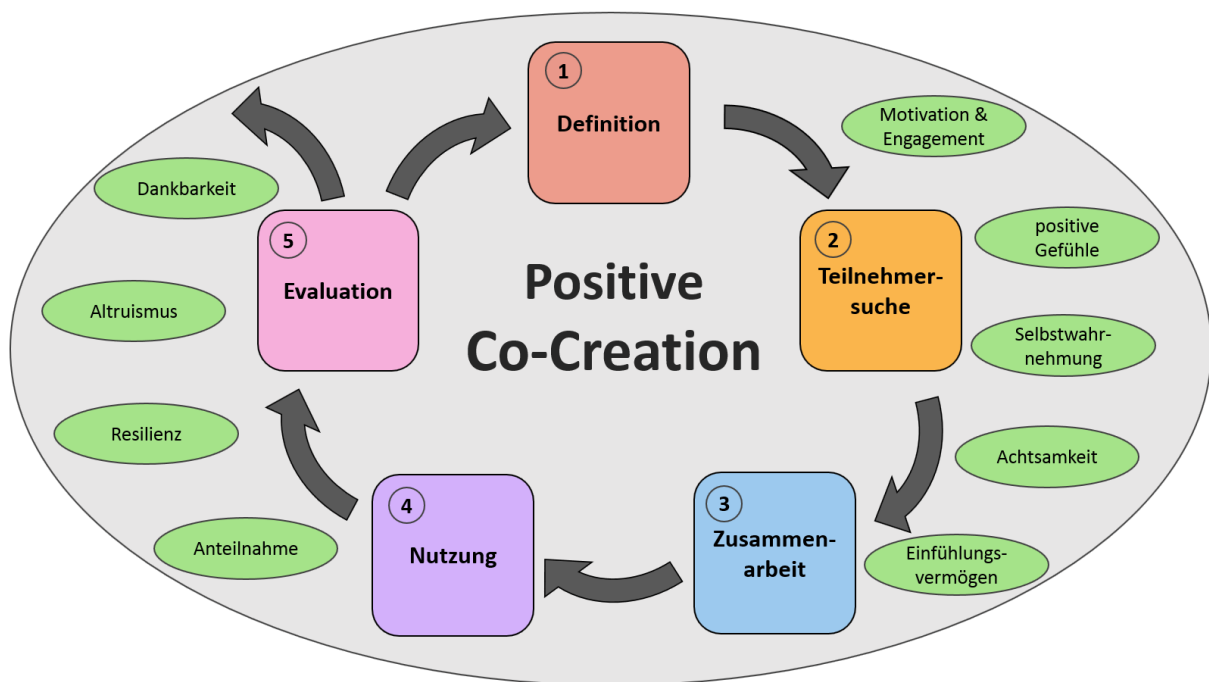 1
Definition
Motivation &
Engagement
2
Teilnehmer-
suche
positive
Gefühle
Selbstwahr-
nehmung
Achtsamkeit
3
Zusammen-
arbeit
Einfühlungs-
vermögen
4
Nutzung
Anteilnahme
Resilienz
Altruismus
5
Evaluation
Dankbarkeit
Positive
Co-Creation